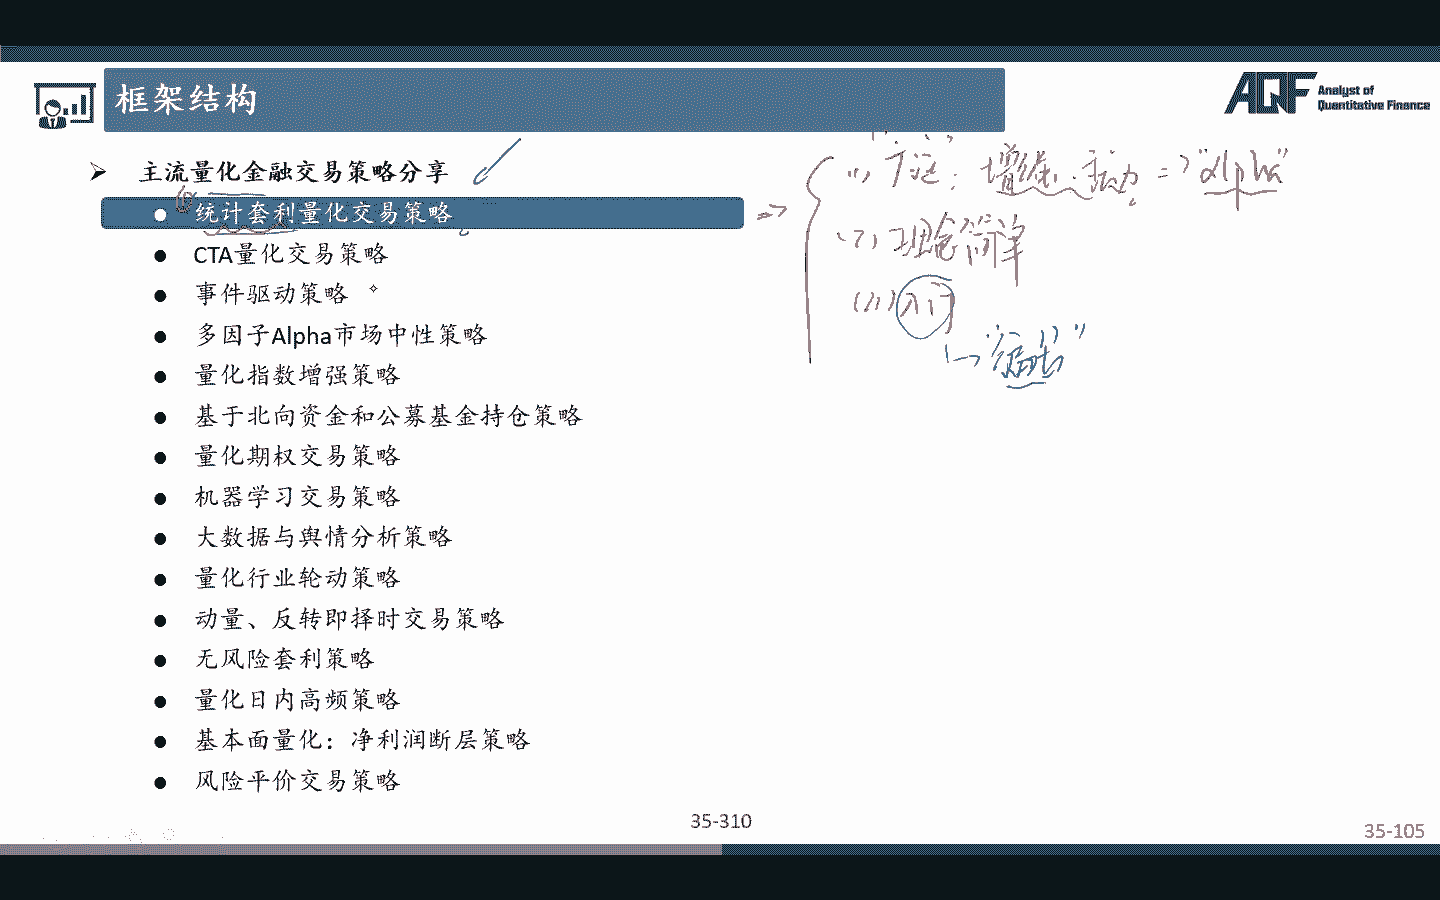 框架结构
AQF Analyst of
Quantitative Finance
主流量化金融交易策略分享
统计套利量化交易策略
CTA量化交易策略
事件驱动策略
多因子Alpha市场中性策略
量化指数增强策略
基于北向资金和公募基金持仓策略
量化期权交易策略
机器学习交易策略
大数据与舆情分析策略
量化行业轮动策略
动量、反转即择时交易策略
无风险套利策略
量化日内高频策略
基本面量化：净利润断层策略
风险平价交易策略
(1) 广泛：增强 => "alpha"
(2) 理念简单
(3) 入门
35-310
35-105